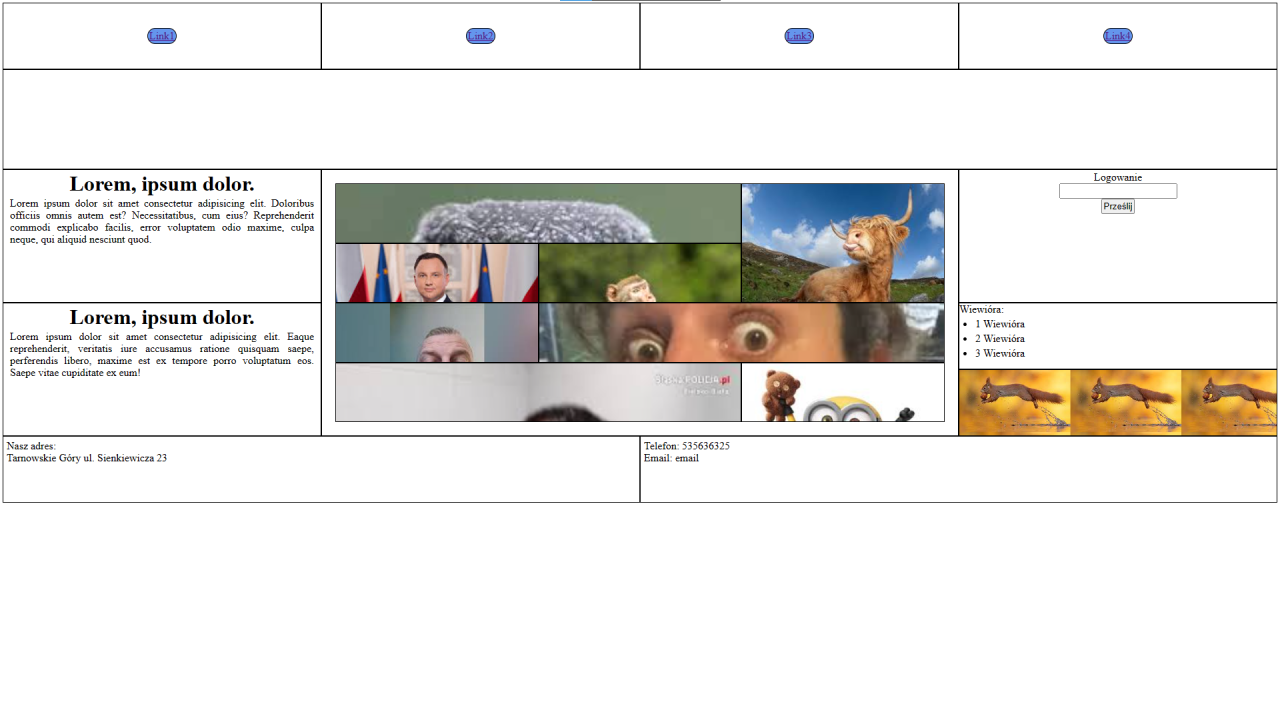 Link1
Link2
Link3
Link4
Lorem, ipsum dolor.
Lorem ipsum dolor sit amet consectetur adipisicing elit. Doloribus
officiis omnis autem est? Necessitatibus, cum eius? Reprehenderit
commodi explicabo facilis, error voluptatem odio maxime, culpa
neque, qui aliquid nesciunt quod.
Lorem, ipsum dolor.
Lorem ipsum dolor sit amet consectetur adipisicing elit. Eaque
reprehenderit, veritatis iure accusamus ratione quisquam saepe,
perferendis libero, maxime est ex tempore porro voluptatum eos.
Saepe vitae cupiditate ex eum!
Śląska POLICJA.pl
Logowanie
Prześlij
Wiewióra:
1 Wiewióra
2 Wiewióra
3 Wiewióra
Nasz adres:
Tarnowskie Góry ul. Sienkiewicza 23
Telefon: 535636325
Email: email